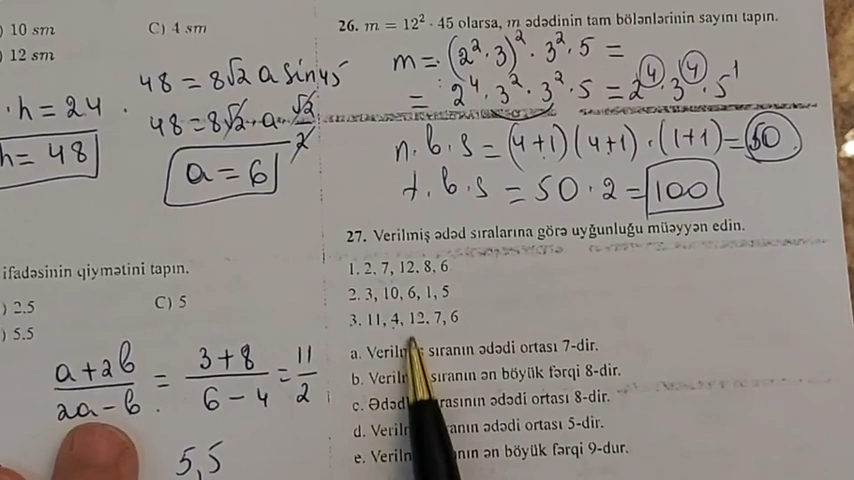 ) 10 sm
C) 4 sm
) 12 sm
48 = 8√2 a sin45
· h = 24 ·
48 = 8√2 · a · √2/2
h = 48
a = 6
ifadəsinin qiymətini tapın.
) 2.5
C) 5
) 5.5
a+2b/2a-b = 3+8/6-4 = 11/2
5,5
26. m = 12² · 45 olarsa, m ədədinin tam bölənlərinin sayını tapın.
m = (2² · 3)² · 3² · 5 =
= 2⁴ · 3² · 3² · 5 = 2⁴ · 3⁴ · 5¹
n.b.s = (4+1)(4+1) · (1+1) = 50
t.b.s = 50 · 2 = 100
27. Verilmiş ədəd sıralarına görə uyğunluğu müəyyən edin.
1. 2, 7, 12, 8, 6
2. 3, 10, 6, 1, 5
3. 11, 4, 12, 7, 6
a. Veril sıranın ədədi ortası 7-dir.
b. Veril sıranın ən böyük fərqi 8-dir.
c. Ədəd ədədi ortası 8-dir.
d. Veril ədədi ortası 5-dir.
e. Veril ən böyük fərqi 9-dur.